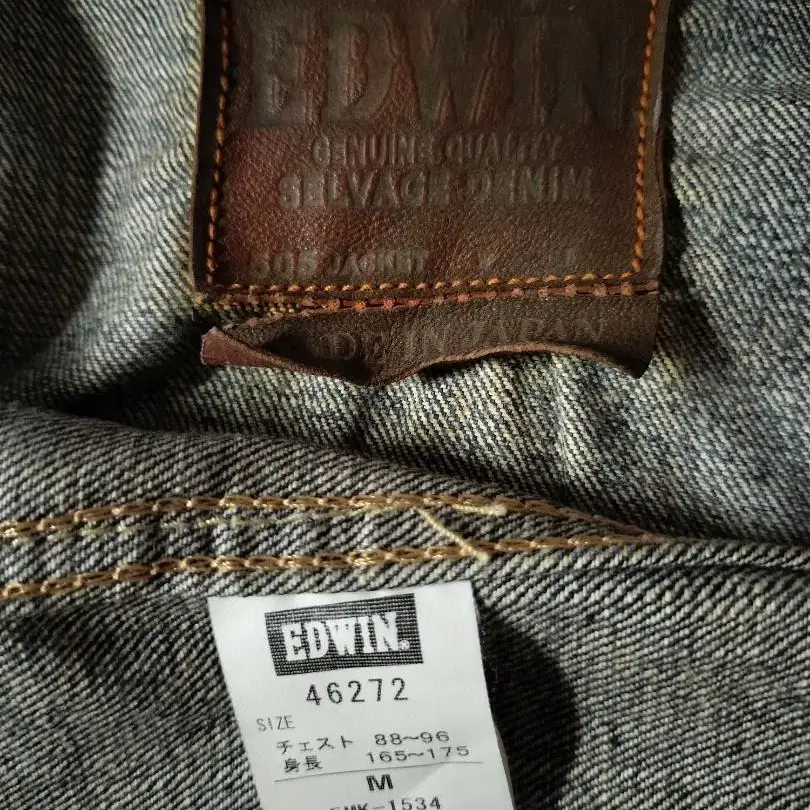 EDWIN
GENUINE QUALITY
SELVAGE DENIM
JACKET
MADE IN JAPAN
EDWIN.
46272
SIZE
チェスト 88~96
身長 165~175
M
-1534